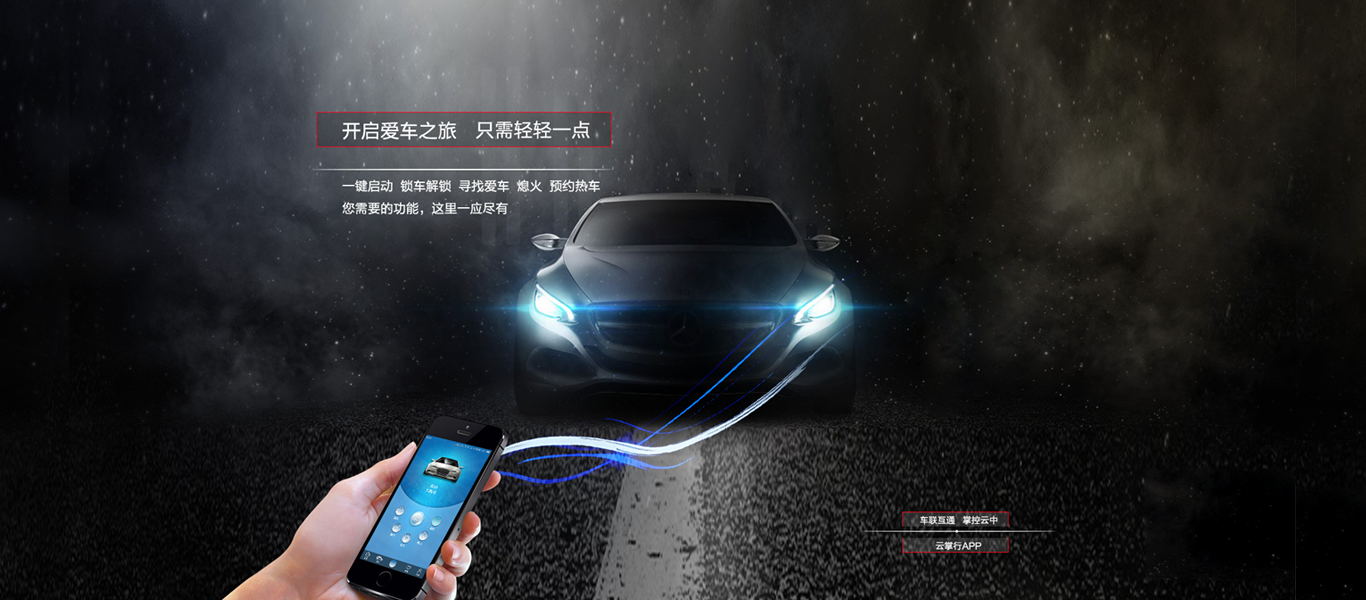 开启爱车之旅 只需轻轻一点
一键启动 锁车解锁 寻找爱车 熄火 预约热车
您需要的功能，这里一应尽有
车联互通 掌控云中
云掌行APP